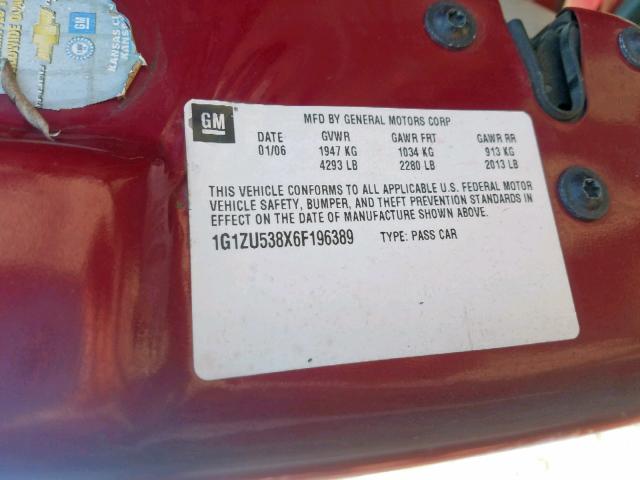 GM
KANSAS C
GM
MFD BY GENERAL MOTORS CORP
DATE GVWR GAWR FRT GAWR RR
01/06 1947 KG 1034 KG 913 KG
4293 LB 2280 LB 2013 LB
THIS VEHICLE CONFORMS TO ALL APPLICABLE U.S. FEDERAL MOTOR
VEHICLE SAFETY, BUMPER, AND THEFT PREVENTION STANDARDS IN
EFFECT ON THE DATE OF MANUFACTURE SHOWN ABOVE.
1G1ZU538X6F196389 TYPE: PASS CAR